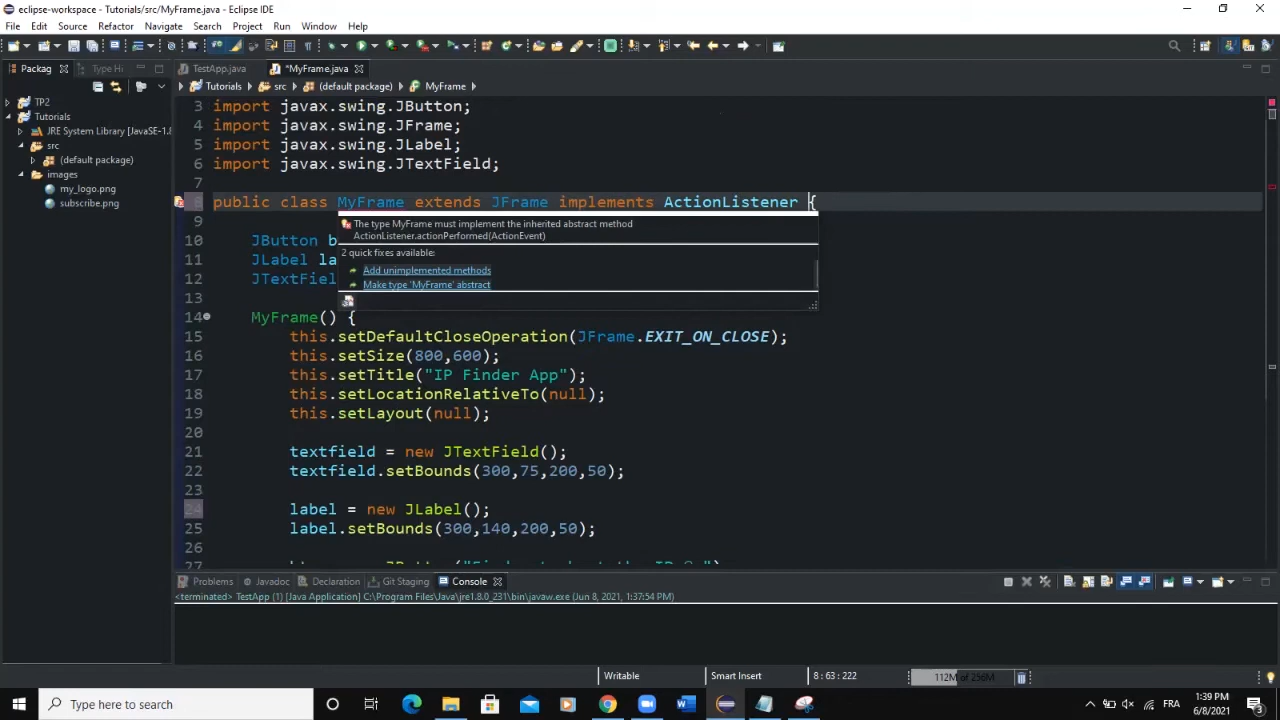 eclipse-workspace - Tutorials/src/MyFrame.java - Eclipse IDE
File Edit Source Refactor Navigate Search Project Run Window Help
Packag Type Hi TestApp.java *MyFrame.java
Tutorials src (default package) MyFrame
TP2
Tutorials
JRE System Library [JavaSE-1.
src
(default package)
images
my_logo.png
subscribe.png
3 import javax.swing.JButton;
4 import javax.swing.JFrame;
5 import javax.swing.JLabel;
6 import javax.swing.JTextField;
7
8 public class MyFrame extends JFrame implements ActionListener {
9
The type MyFrame must implement the inherited abstract method
ActionListener.actionPerformed(ActionEvent)
2 quick fixes available:
Add unimplemented methods
Make type 'MyFrame' abstract
10 JButton b
11 JLabel la
12 JTextFiel
13
14 MyFrame() {
15 this.setDefaultCloseOperation(JFrame.EXIT_ON_CLOSE);
16 this.setSize(800,600);
17 this.setTitle("IP Finder App");
18 this.setLocationRelativeTo(null);
19 this.setLayout(null);
20
21 textfield = new JTextField();
22 textfield.setBounds(300,75,200,50);
23
24 label = new JLabel();
25 label.setBounds(300,140,200,50);
26
27
Problems Javadoc Declaration Git Staging Console
<terminated> TestApp (1) [Java Application] C:\Program Files\Java\jre1.8.0_231\bin\javaw.exe (Jun 8, 2021, 1:37:54 PM)
Writable Smart Insert 8 : 63 : 222 112M of 256M
Type here to search
FRA
1:39 PM
6/8/2021
3